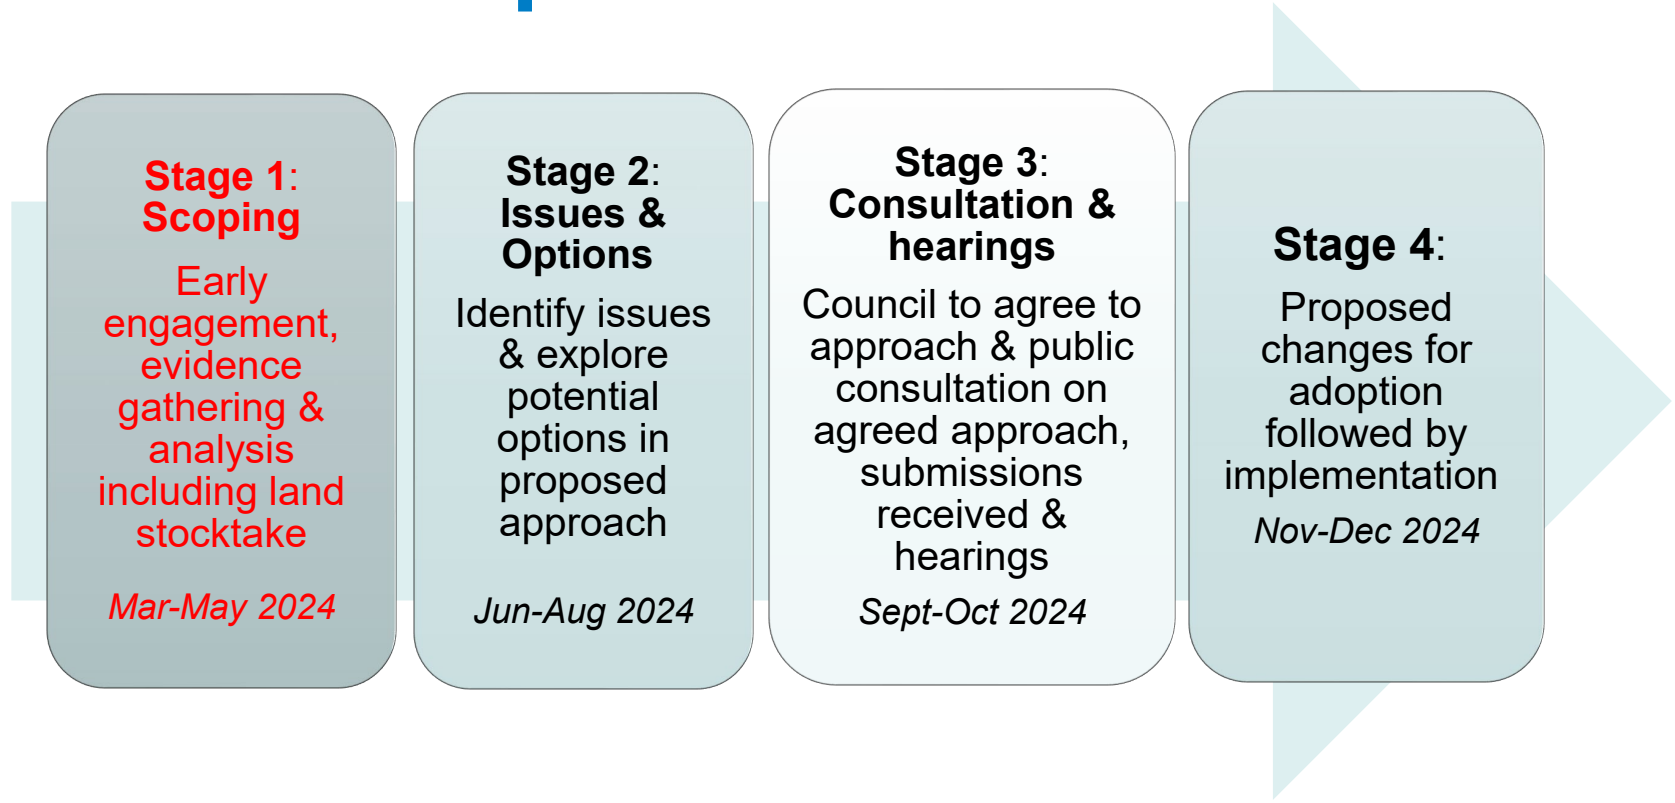 Stage 1:
Scoping
Early
engagement,
evidence
gathering &
analysis
including land
stocktake
Mar-May 2024
Stage 2:
Issues &
Options
Identify issues
& explore
potential
options in
proposed
approach
Jun-Aug 2024
Stage 3:
Consultation &
hearings
Council to agree to
approach & public
consultation on
agreed approach,
submissions
received &
hearings
Sept-Oct 2024
Stage 4:
Proposed
changes for
adoption
followed by
implementation
Nov-Dec 2024